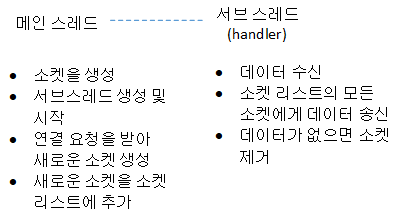 메인 스레드
• 소켓을 생성
• 서브스레드 생성 및
시작
• 연결 요청을 받아
새로운 소켓 생성
• 새로운 소켓을 소켓
리스트에 추가
서브 스레드
(handler)
• 데이터 수신
• 소켓 리스트의 모든
소켓에게 데이터 송신
• 데이터가 없으면 소켓
제거